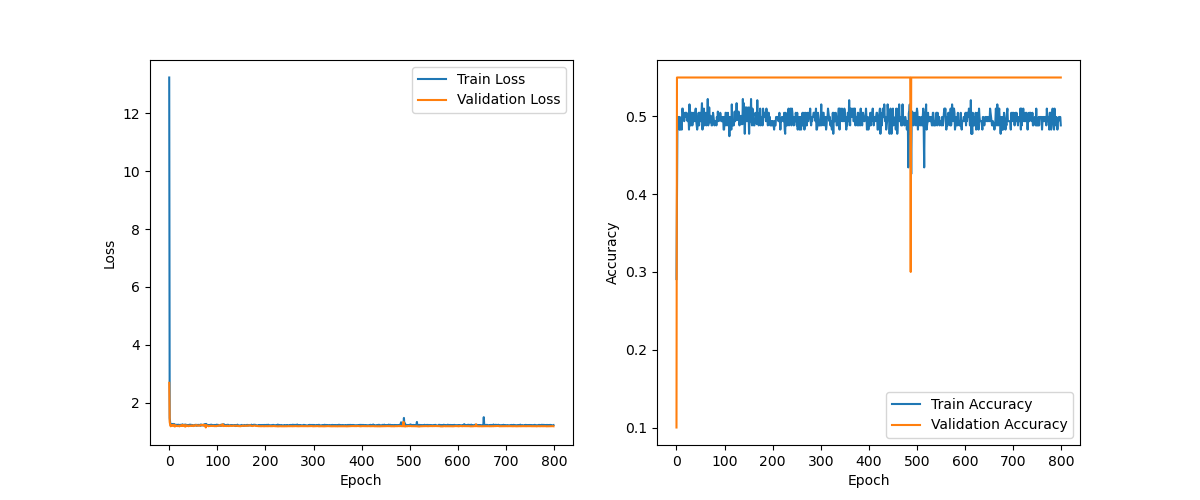 Train Loss
Validation Loss
12
10
8
6
4
2
Loss
0 100 200 300 400 500 600 700 800
Epoch
0.5
0.4
0.3
0.2
0.1
Accuracy
Train Accuracy
Validation Accuracy
0 100 200 300 400 500 600 700 800
Epoch